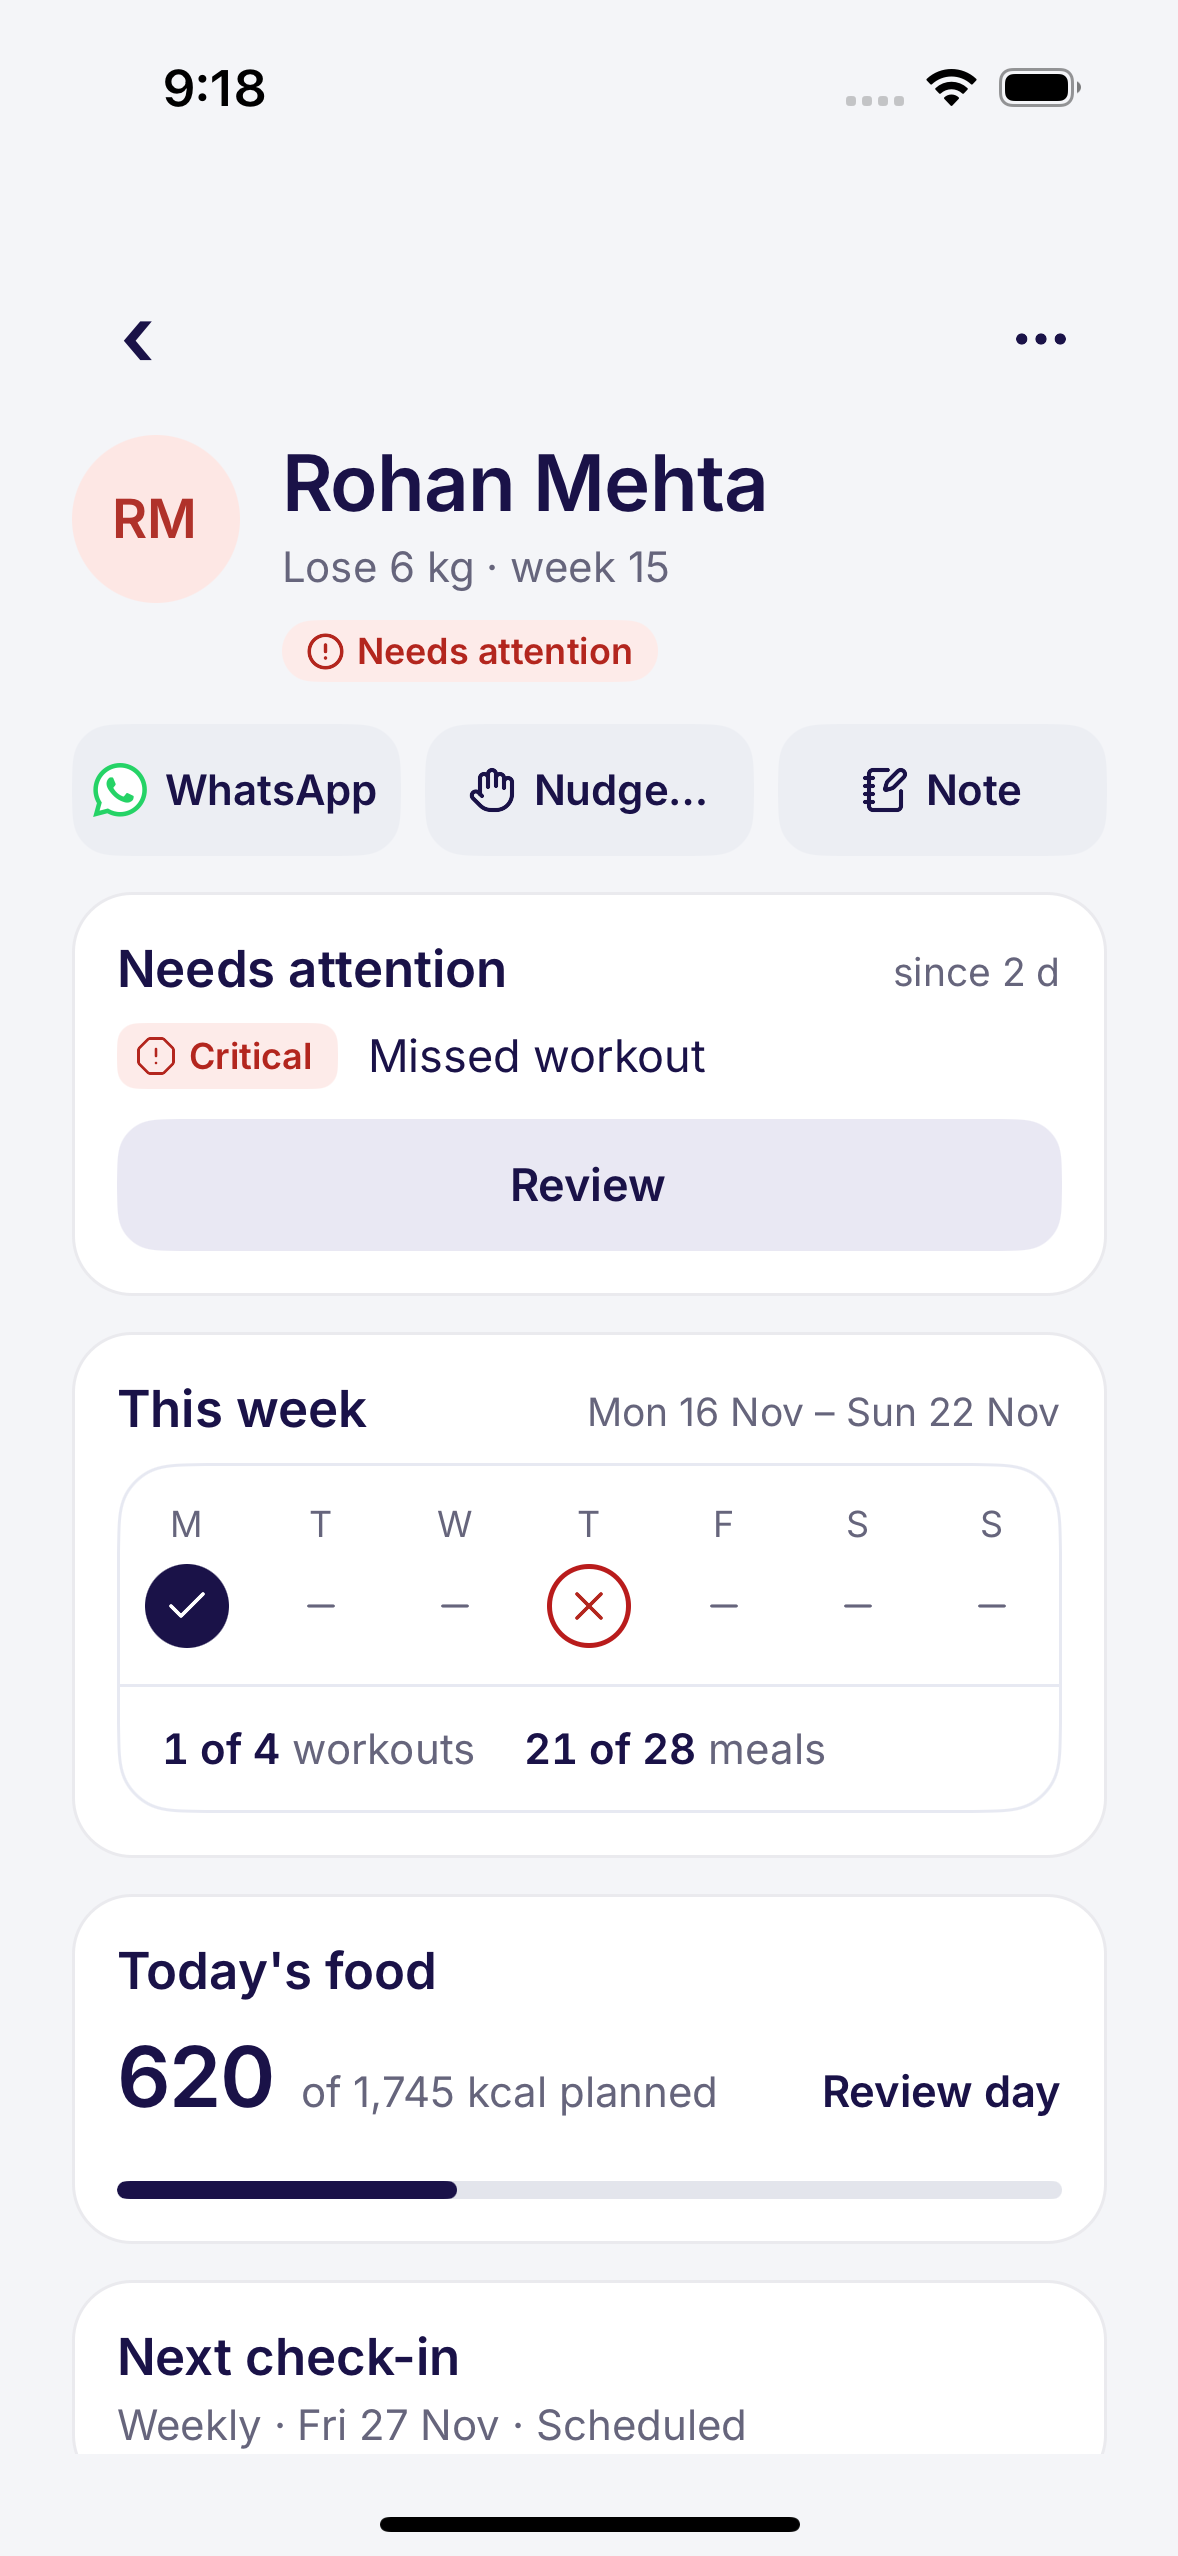 9:18
RM
Rohan Mehta
Lose 6 kg · week 15
Needs attention
WhatsApp
Nudge...
Note
Needs attention
since 2 d
Critical
Missed workout
Review
This week
Mon 16 Nov – Sun 22 Nov
M T W T F S S
1 of 4 workouts 21 of 28 meals
Today's food
620 of 1,745 kcal planned
Review day
Next check-in
Weekly · Fri 27 Nov · Scheduled